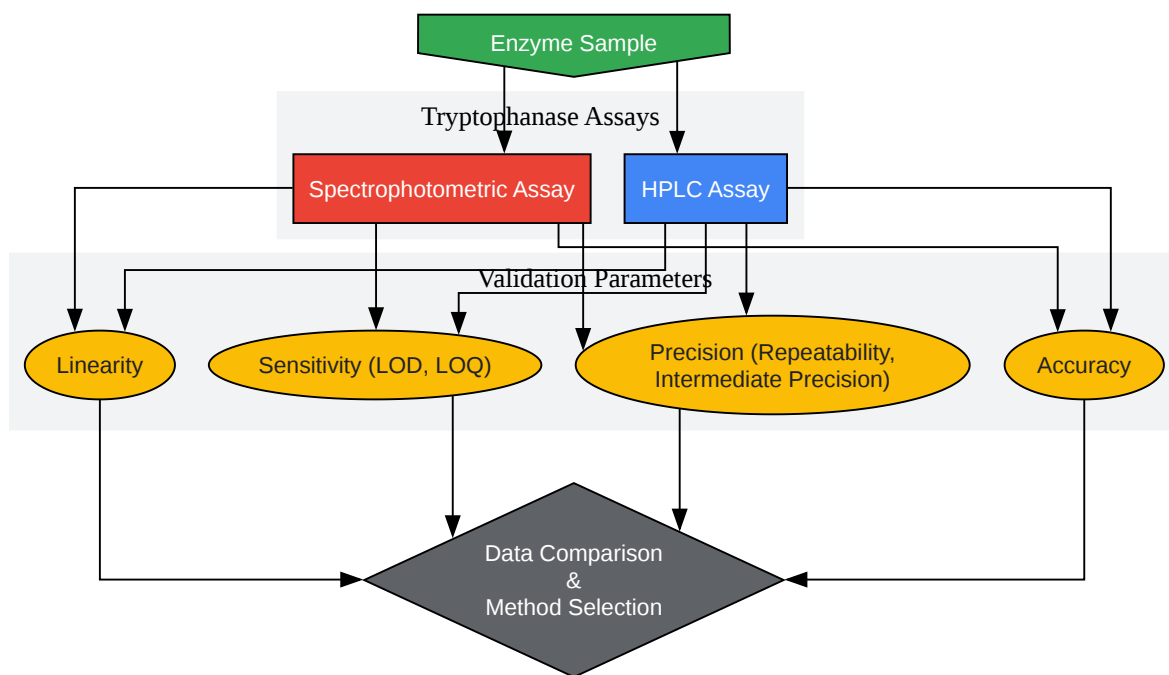 Enzyme Sample
Tryptophanase Assays
Spectrophotometric Assay
HPLC Assay
Validation Parameters
Linearity
Sensitivity (LOD, LOQ)
Precision (Repeatability,
Intermediate Precision)
Accuracy
Data Comparison
&
Method Selection